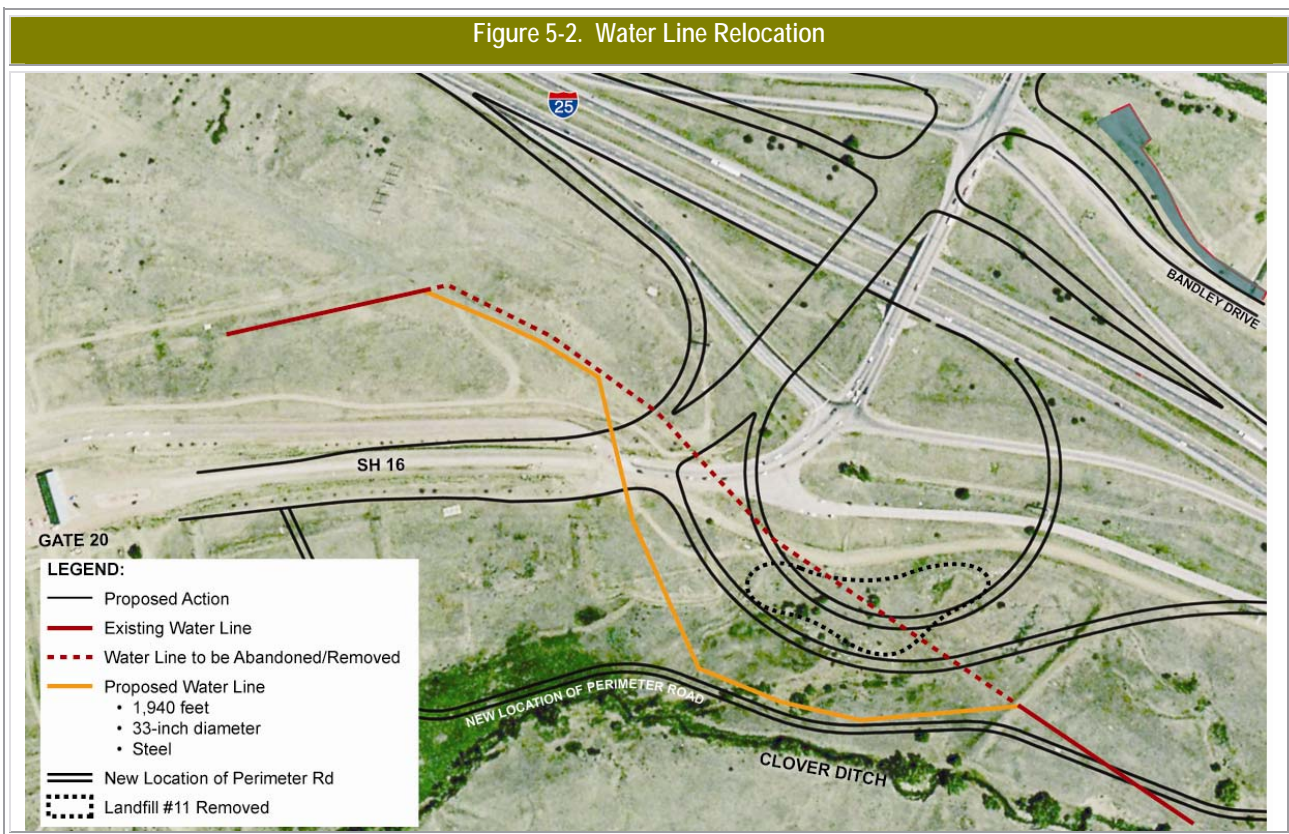 Figure 5-2. Water Line Relocation
25
BANDLEY DRIVE
SH 16
GATE 20
LEGEND:
Proposed Action
Existing Water Line
Water Line to be Abandoned/Removed
Proposed Water Line
• 1,940 feet
• 33-inch diameter
• Steel
New Location of Perimeter Rd
Landfill #11 Removed
NEW LOCATION OF PERIMETER ROAD
CLOVER DITCH